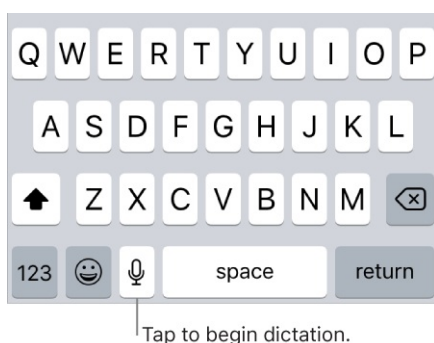 Q W E R T Y U I O P
A S D F G H J K L
Z X C V B N M
123 space return
Tap to begin dictation.